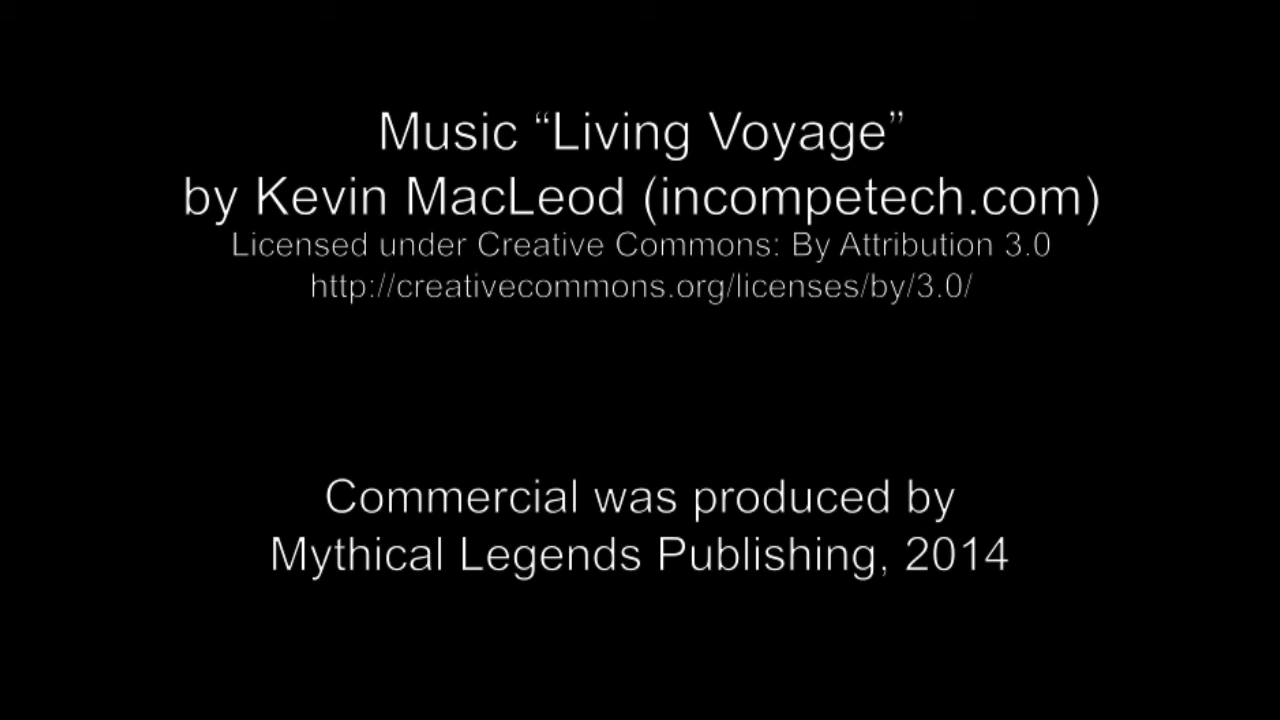 Music “Living Voyage”
by Kevin MacLeod (incompetech.com)
Licensed under Creative Commons: By Attribution 3.0
http://creativecommons.org/licenses/by/3.0/
Commercial was produced by
Mythical Legends Publishing, 2014